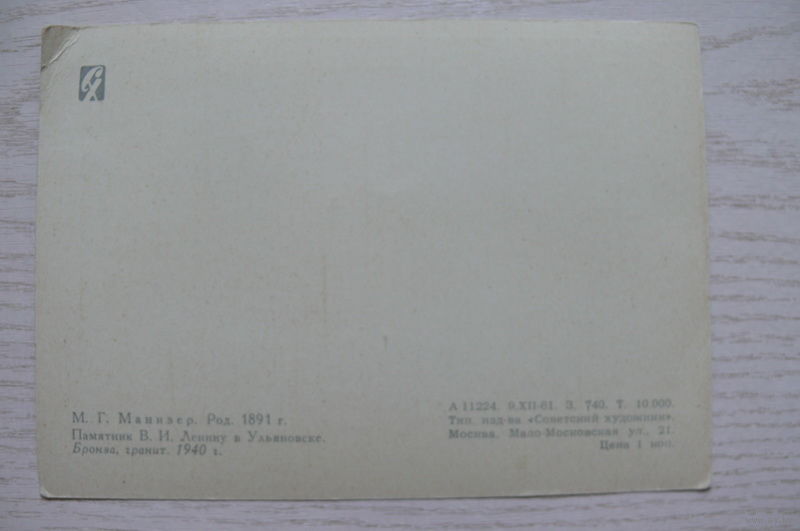 М. Г. Манизер. Род. 1891 г.
Памятник В. И. Ленину в Ульяновске.
Бронза, гранит. 1940 г.
А 11224. 9.XII-61. З. 740. Т. 10.000.
Тип. изд-ва «Советский художник».
Москва, Мало-Московская ул., 21.
Цена 1 коп.